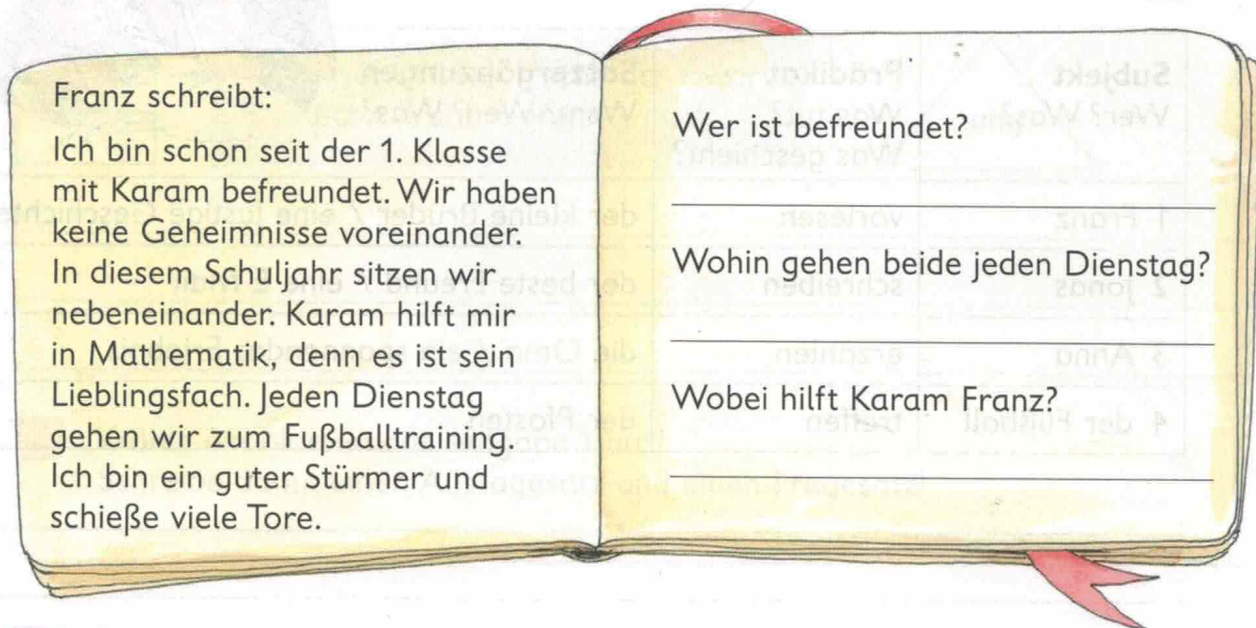 Franz schreibt:
Ich bin schon seit der 1. Klasse
mit Karam befreundet. Wir haben
keine Geheimnisse voreinander.
In diesem Schuljahr sitzen wir
nebeneinander. Karam hilft mir
in Mathematik, denn es ist sein
Lieblingsfach. Jeden Dienstag
gehen wir zum Fußballtraining.
Ich bin ein guter Stürmer und
schieße viele Tore.
Wer ist befreundet?
Wohin gehen beide jeden Dienstag?
Wobei hilft Karam Franz?